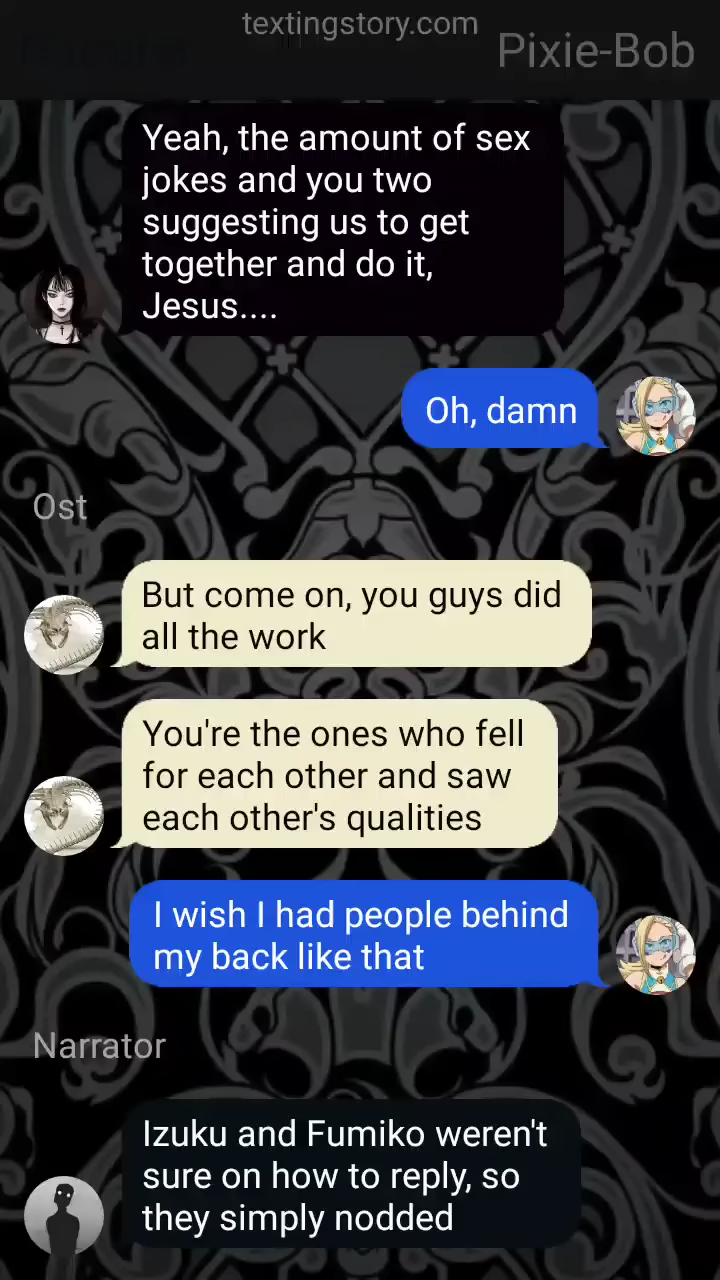 textingstory.com
Pixie-Bob
Yeah, the amount of sex
jokes and you two
suggesting us to get
together and do it,
Jesus....
Oh, damn
Ost
But come on, you guys did
all the work
You're the ones who fell
for each other and saw
each other's qualities
I wish I had people behind
my back like that
Narrator
Izuku and Fumiko weren't
sure on how to reply, so
they simply nodded